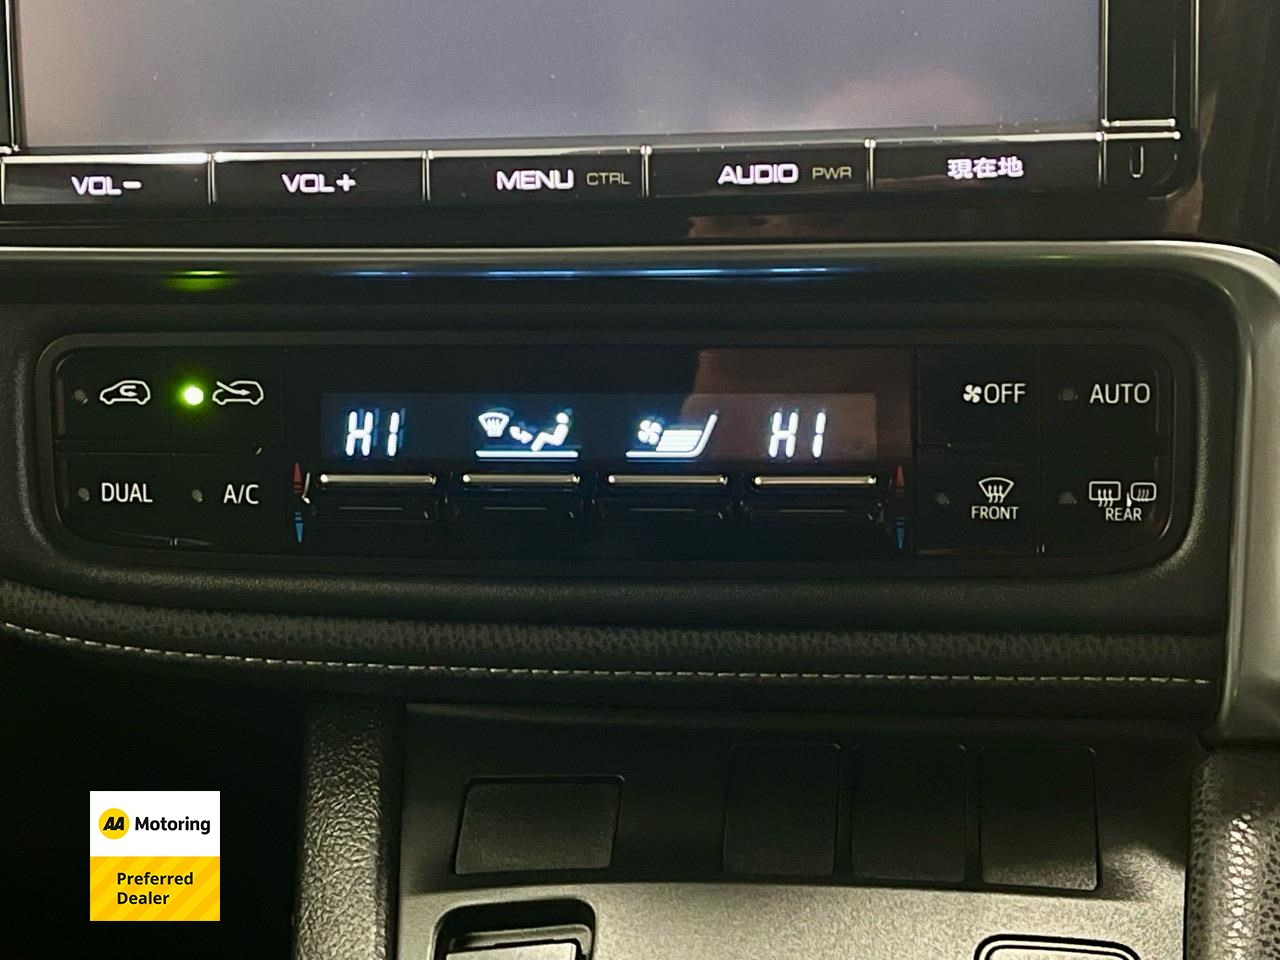 VOL−
VOL+
MENU CTRL
AUDIO PWR
現在地
HI
HI
OFF
AUTO
DUAL
A/C
FRONT
REAR
AA Motoring
Preferred
Dealer